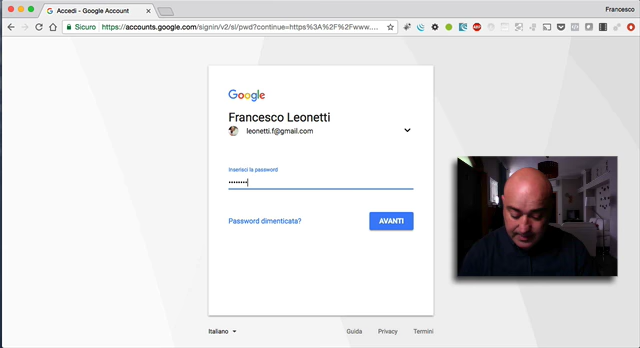 Accedi - Google Account
Francesco
Sicuro
https://accounts.google.com/signin/v2/sl/pwd?continue=https%3A%2F%2Fwww....
Google
Francesco Leonetti
leonetti.f@gmail.com
Inserisci la password
••••••••
Password dimenticata?
AVANTI
Italiano
Guida
Privacy
Termini